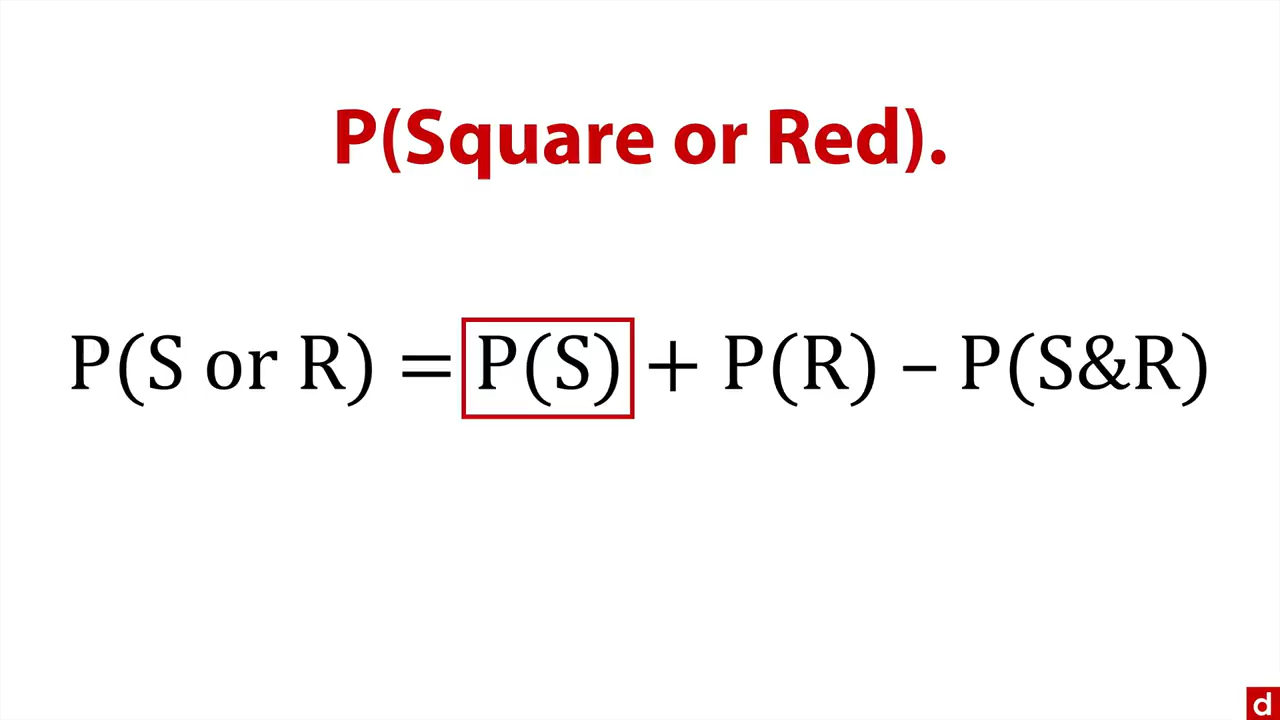 P(Square or Red).
P(S or R) = P(S) + P(R) – P(S&R)
d